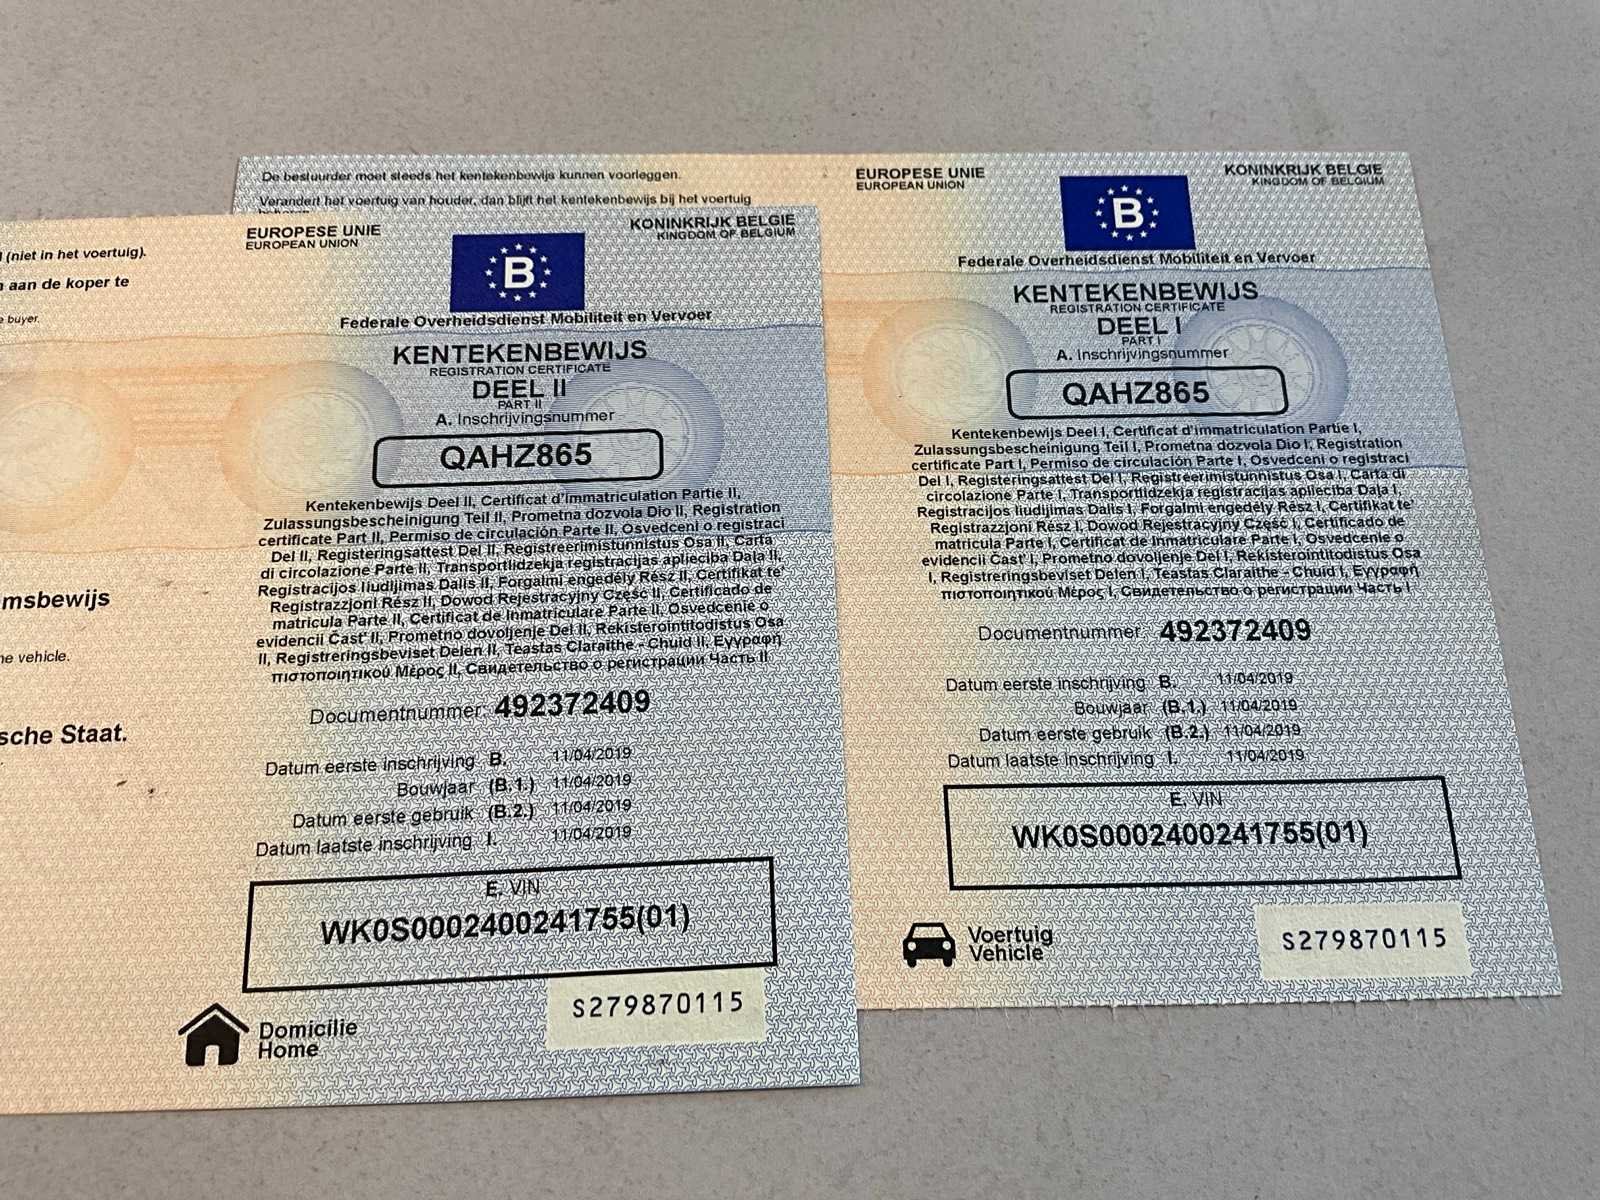 De bestuurder moet steeds het kentekenbewijs kunnen voorleggen.
Verandert het voertuig van houder, dan blijft het kentekenbewijs bij het voertuig
(niet in het voertuig).
aan de koper te
buyer.
msbewijs
vehicle.
sche Staat.
EUROPESE UNIE
EUROPEAN UNION
KONINKRIJK BELGIE
KINGDOM OF BELGIUM
B
Federale Overheidsdienst Mobiliteit en Vervoer
KENTEKENBEWIJS
REGISTRATION CERTIFICATE
DEEL II
PART II
A. Inschrijvingsnummer
QAHZ865
Kentekenbewijs Deel II, Certificat d'immatriculation Partie II,
Zulassungsbescheinigung Teil II, Prometna dozvola Dio II, Registration
certificate Part II, Permiso de circulación Parte II, Osvedceni o registraci
Del II, Registeringsattest Del II, Registreerimistunnistus Osa II, Carta
di circolazione Parte II, Transportlidzekja registracijas aplieciba Daļa II,
Registracijos liudijimas Dalis II, Forgalmi engedély Rész II, Certifikat te'
Registrazzjoni Rész II, Dowod Rejestracyjny Część II, Certificado de
matricula Parte II, Certificat de Inmatriculare Parte II, Osvedcenie o
evidencii Cast' II, Prometno dovoljenje Del II, Rekisterointitodistus Osa
II, Registreringsbeviset Delen II, Teastas Claraithe - Chuid II, Εγγραφή
πιστοποιητικού Μέρος II, Свидетельство о регистрации Часть II
Documentnummer: 492372409
Datum eerste inschrijving B. 11/04/2019
Bouwjaar (B.1.) 11/04/2019
Datum eerste gebruik (B.2.) 11/04/2019
Datum laatste inschrijving I. 11/04/2019
E. VIN
WK0S0002400241755(01)
Domicilie
Home
S279870115
EUROPESE UNIE
EUROPEAN UNION
KONINKRIJK BELGIE
KINGDOM OF BELGIUM
B
Federale Overheidsdienst Mobiliteit en Vervoer
KENTEKENBEWIJS
REGISTRATION CERTIFICATE
DEEL I
PART I
A. Inschrijvingsnummer
QAHZ865
Kentekenbewijs Deel I, Certificat d'immatriculation Partie I,
Zulassungsbescheinigung Teil I, Prometna dozvola Dio I, Registration
certificate Part I, Permiso de circulación Parte I, Osvedceni o registraci
Del I, Registeringsattest Del I, Registreerimistunnistus Osa I, Carta di
circolazione Parte I, Transportlidzekja registracijas aplieciba Daļa I,
Registracijos liudijimas Dalis I, Forgalmi engedély Rész I, Certifikat te'
Registrazzjoni Rész I, Dowod Rejestracyjny Część I, Certificado de
matricula Parte I, Certificat de Inmatriculare Parte I, Osvedcenie o
evidencii Cast' I, Prometno dovoljenje Del I, Rekisterointitodistus Osa
I, Registreringsbeviset Delen I, Teastas Claraithe - Chuid I, Εγγραφή
πιστοποιητικού Μέρος I, Свидетельство о регистрации Часть I
Documentnummer: 492372409
Datum eerste inschrijving B. 11/04/2019
Bouwjaar (B.1.) 11/04/2019
Datum eerste gebruik (B.2.) 11/04/2019
Datum laatste inschrijving I. 11/04/2019
E. VIN
WK0S0002400241755(01)
Voertuig
Vehicle
S279870115